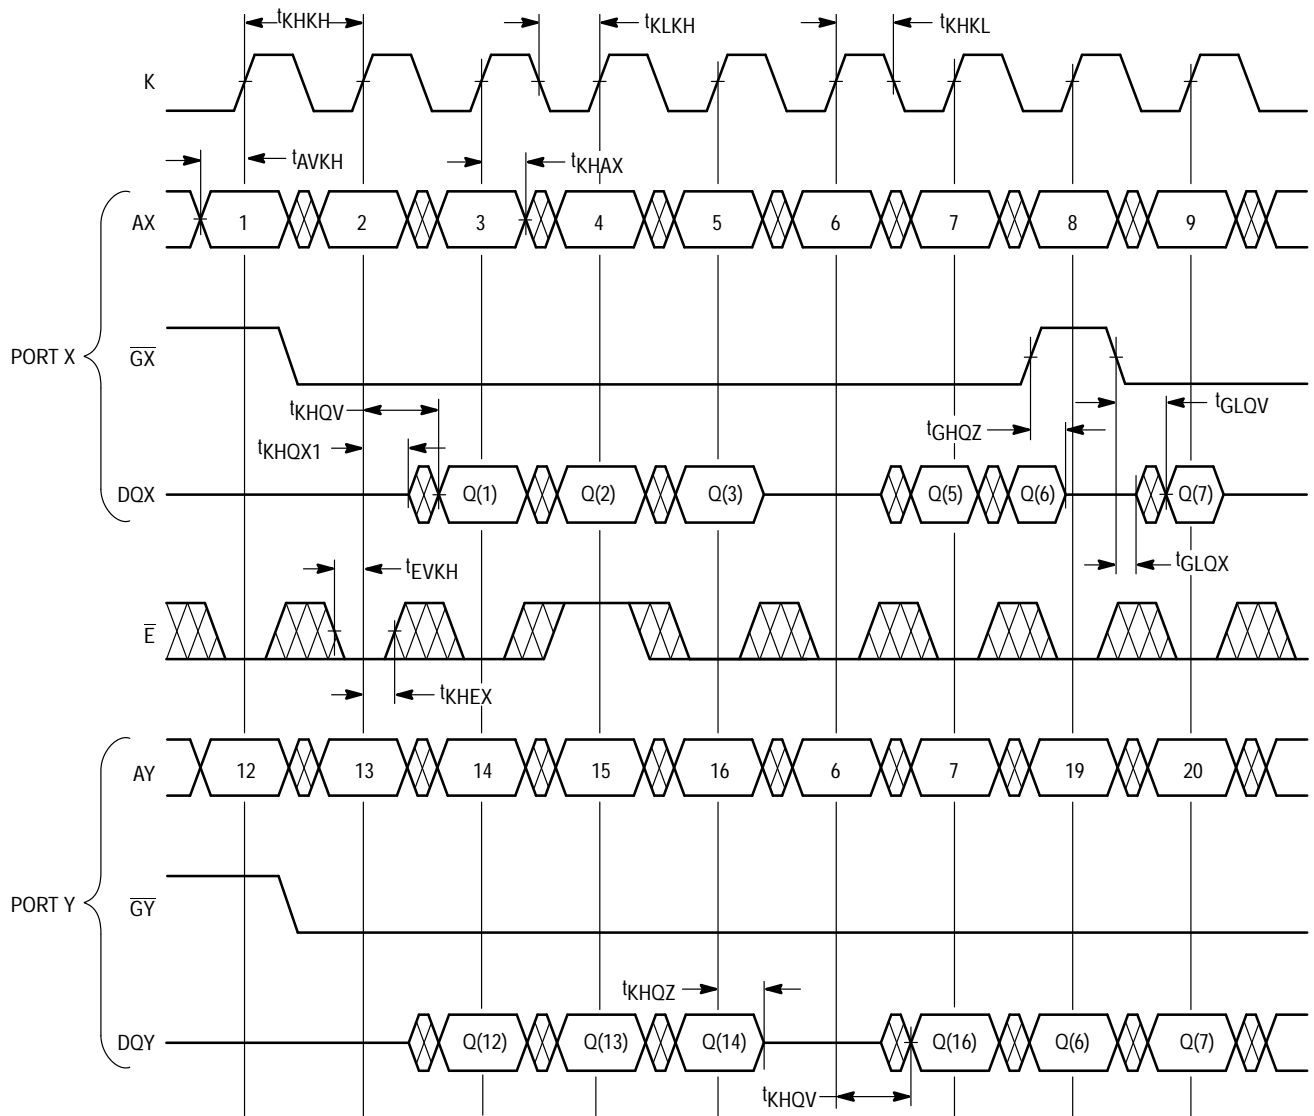 tKHKH tKLKH tKHKL
K
tAVKH tKHAX
AX 1 2 3 4 5 6 7 8 9
PORT X GX
tKHQV tGHQZ tGLQV
tKHQX1
DQX Q(1) Q(2) Q(3) Q(5) Q(6) Q(7)
tEVKH tGLQX
E
tKHEX
AY 12 13 14 15 16 6 7 19 20
PORT Y GY
tKHQZ
DQY Q(12) Q(13) Q(14) Q(16) Q(6) Q(7)
tKHQV